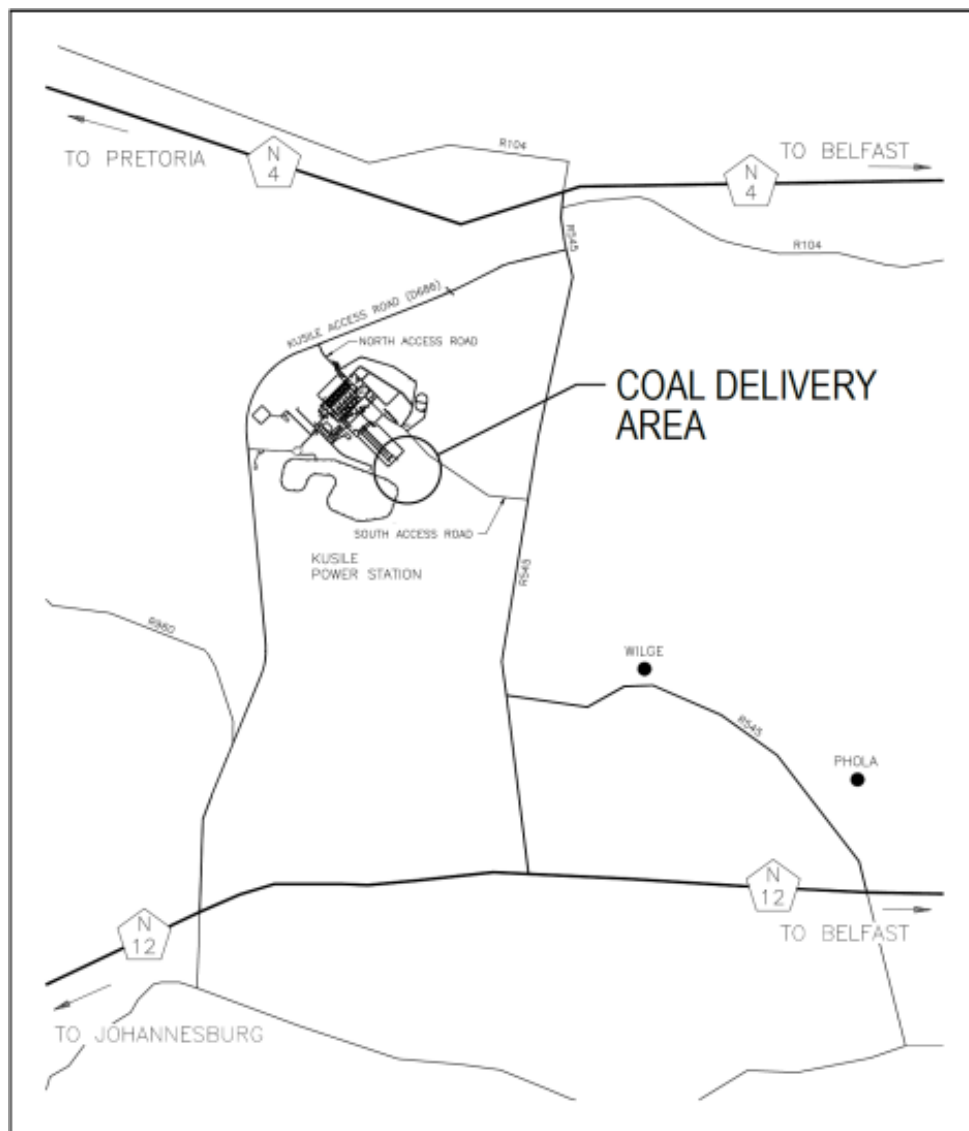 R104
TO PRETORIA
N
4
TO BELFAST
N
4
R545
R104
KUSILE ACCESS ROAD (D686)
NORTH ACCESS ROAD
COAL DELIVERY
AREA
SOUTH ACCESS ROAD
KUSILE
POWER STATION
R545
R960
WILGE
R545
PHOLA
N
12
TO BELFAST
N
12
TO JOHANNESBURG